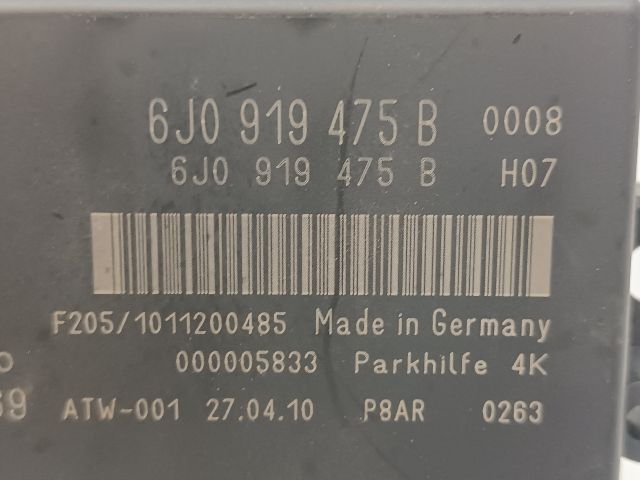 6J0 919 475 B 0008
6J0 919 475 B H07
F205/1011200485 Made in Germany
000005833 Parkhilfe 4K
ATW-001 27.04.10 P8AR 0263